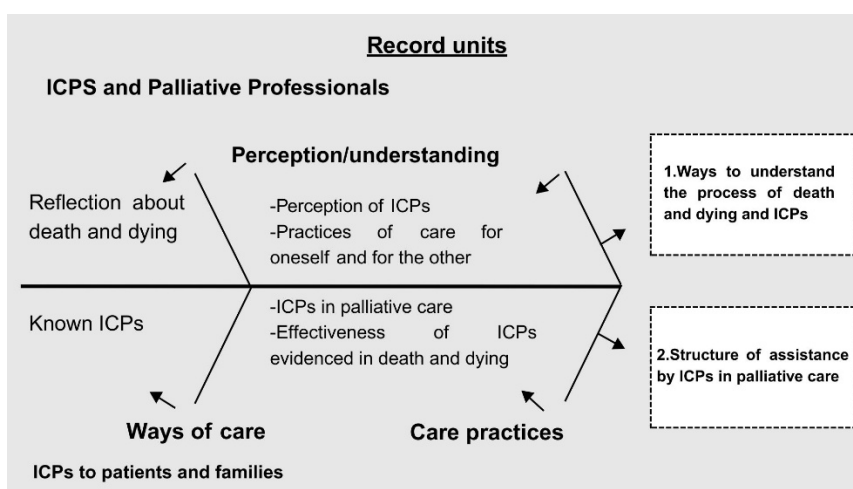 Record units
ICPS and Palliative Professionals
Perception/understanding
Reflection about
death and dying
-Perception of ICPs
-Practices of care for
oneself and for the other
1.Ways to understand
the process of death
and dying and ICPs
Known ICPs
-ICPs in palliative care
-Effectiveness of ICPs
evidenced in death and dying
2.Structure of assistance
by ICPs in palliative care
Ways of care
Care practices
ICPs to patients and families